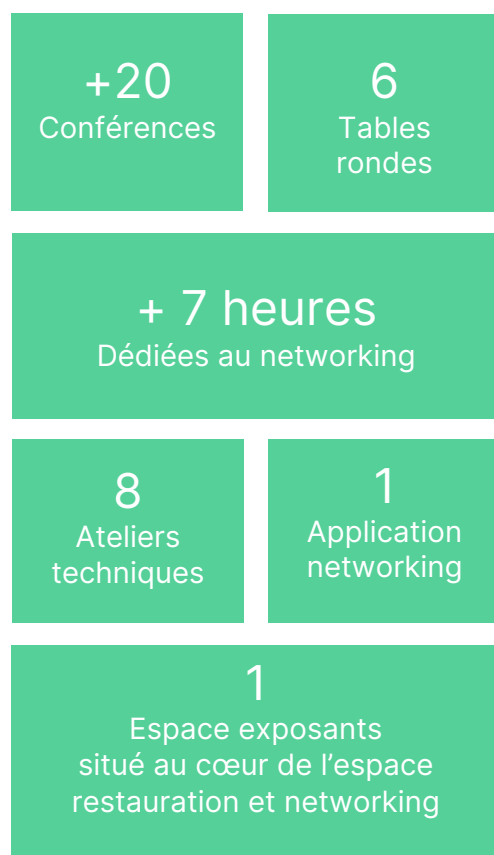 +20
Conférences
6
Tables
rondes
+ 7 heures
Dédiées au networking
8
Ateliers
techniques
1
Application
networking
1
Espace exposants
situé au cœur de l’espace
restauration et networking